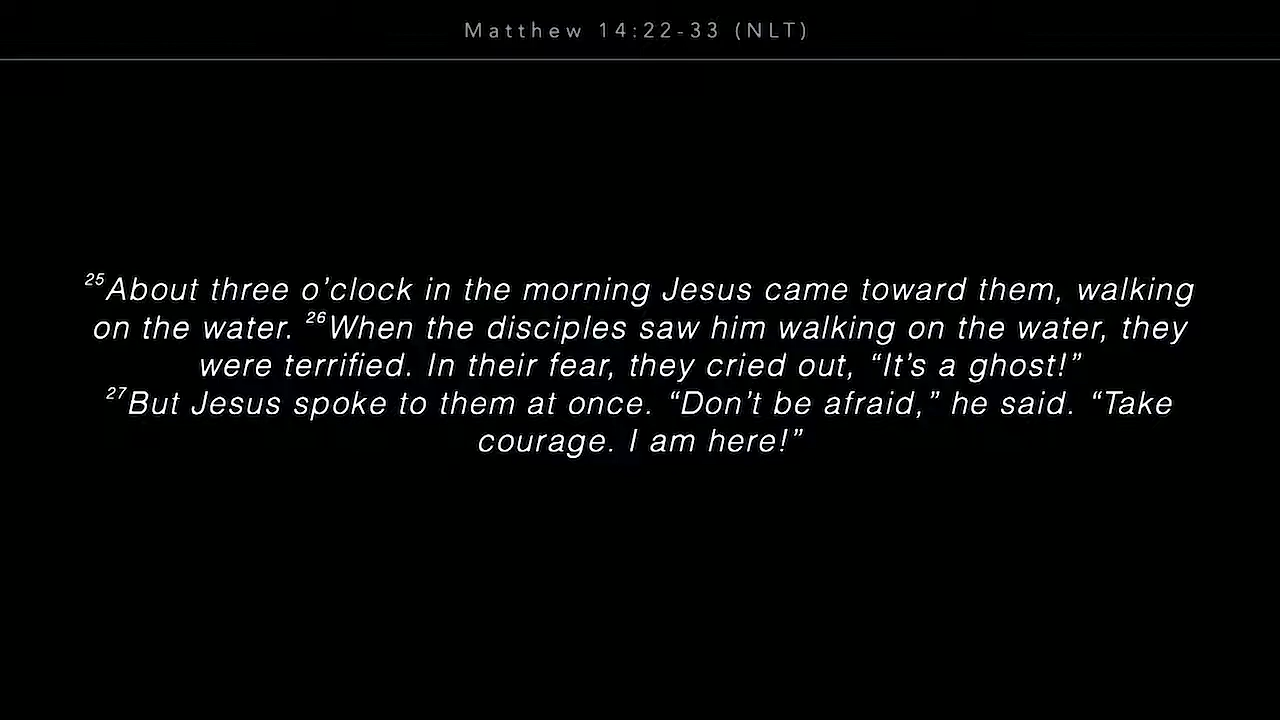 Matthew 14:22-33 (NLT)
25About three o’clock in the morning Jesus came toward them, walking
on the water. 26When the disciples saw him walking on the water, they
were terrified. In their fear, they cried out, “It’s a ghost!”
27But Jesus spoke to them at once. “Don’t be afraid,” he said. “Take
courage. I am here!”